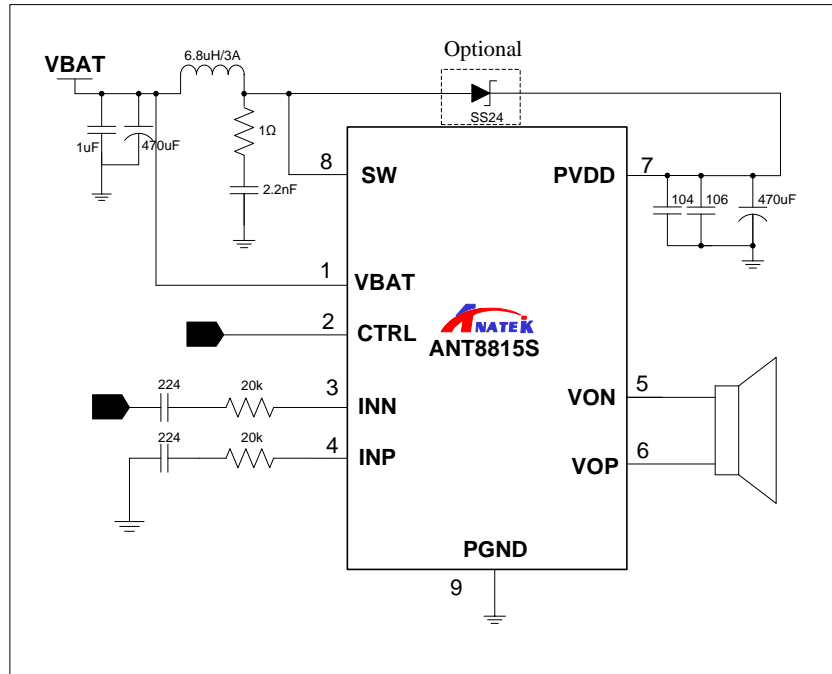 Optional
6.8uH/3A
VBAT
SS24
1Ω
1uF
470uF
2.2nF
8
SW
PVDD
7
104
106
470uF
1
VBAT
2
CTRL
ANATEK
ANT8815S
224
20k
3
INN
VON
5
224
20k
4
INP
VOP
6
PGND
9